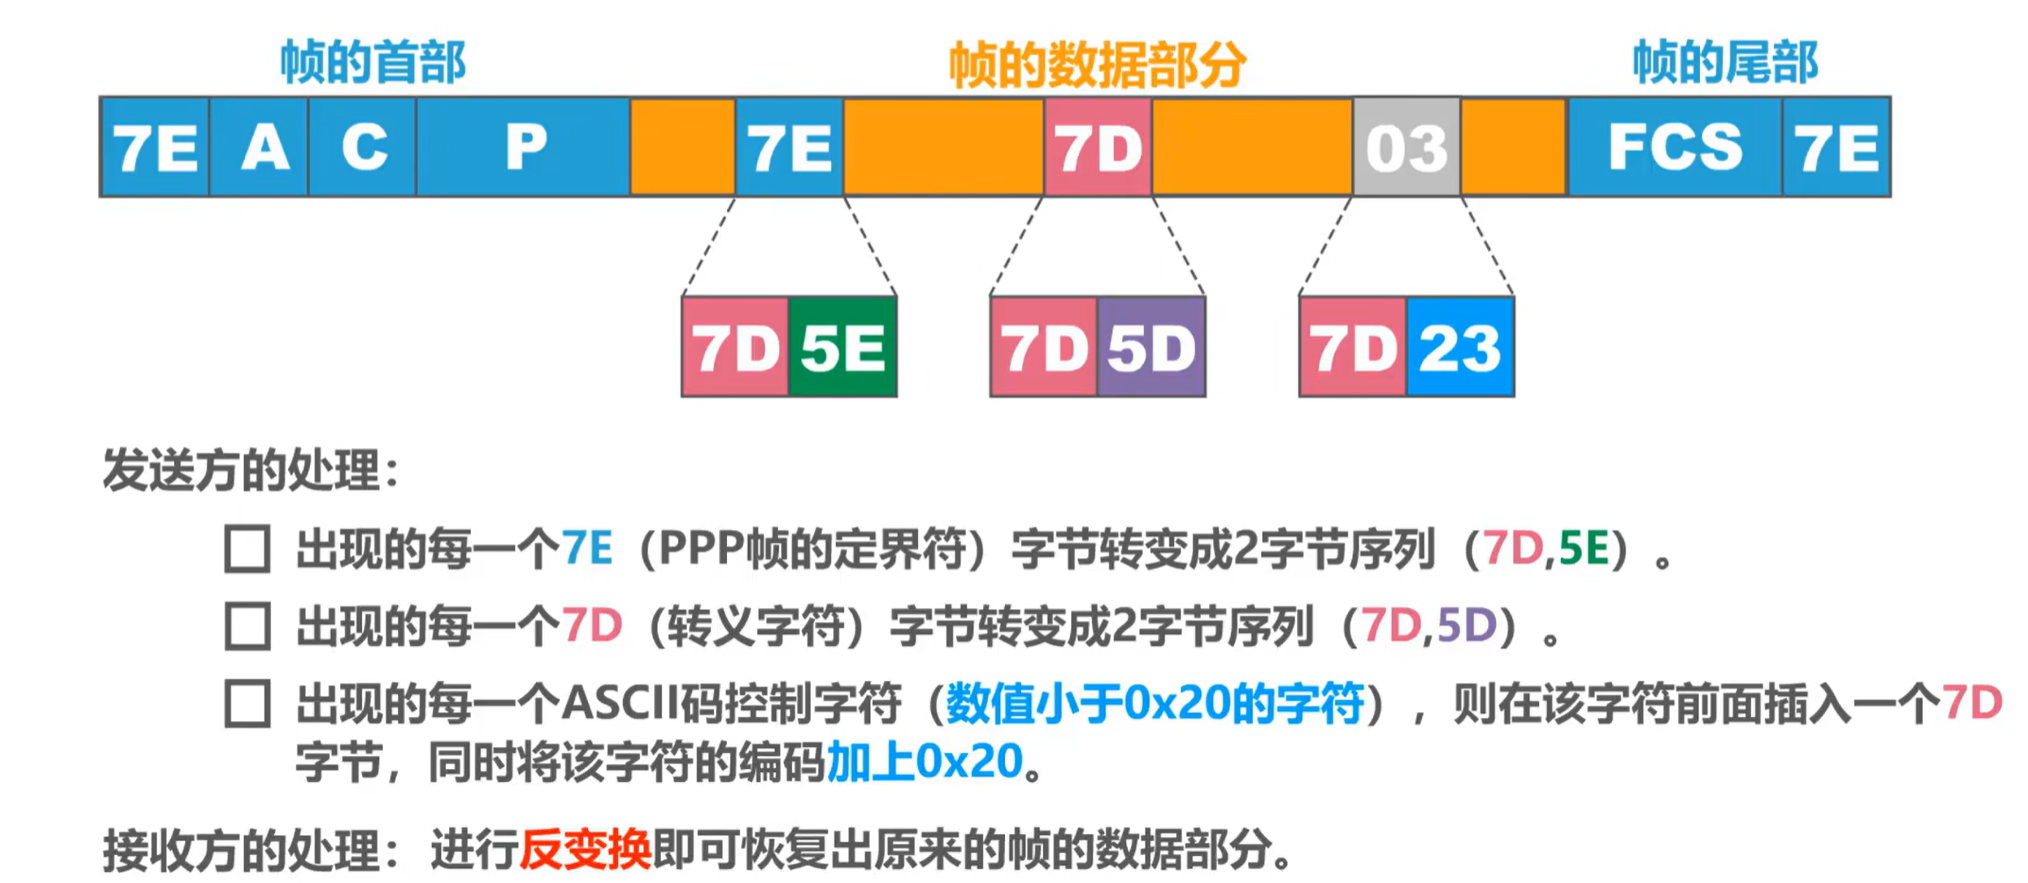 帧的首部 帧的数据部分 帧的尾部
7E A C P 7E 7D 03 FCS 7E
7D 5E 7D 5D 7D 23
发送方的处理：
出现的每一个7E（PPP帧的定界符）字节转变成2字节序列（7D,5E）。
出现的每一个7D（转义字符）字节转变成2字节序列（7D,5D）。
出现的每一个ASCII码控制字符（数值小于0x20的字符），则在该字符前面插入一个7D
字节，同时将该字符的编码加上0x20。
接收方的处理：进行反变换即可恢复出原来的帧的数据部分。